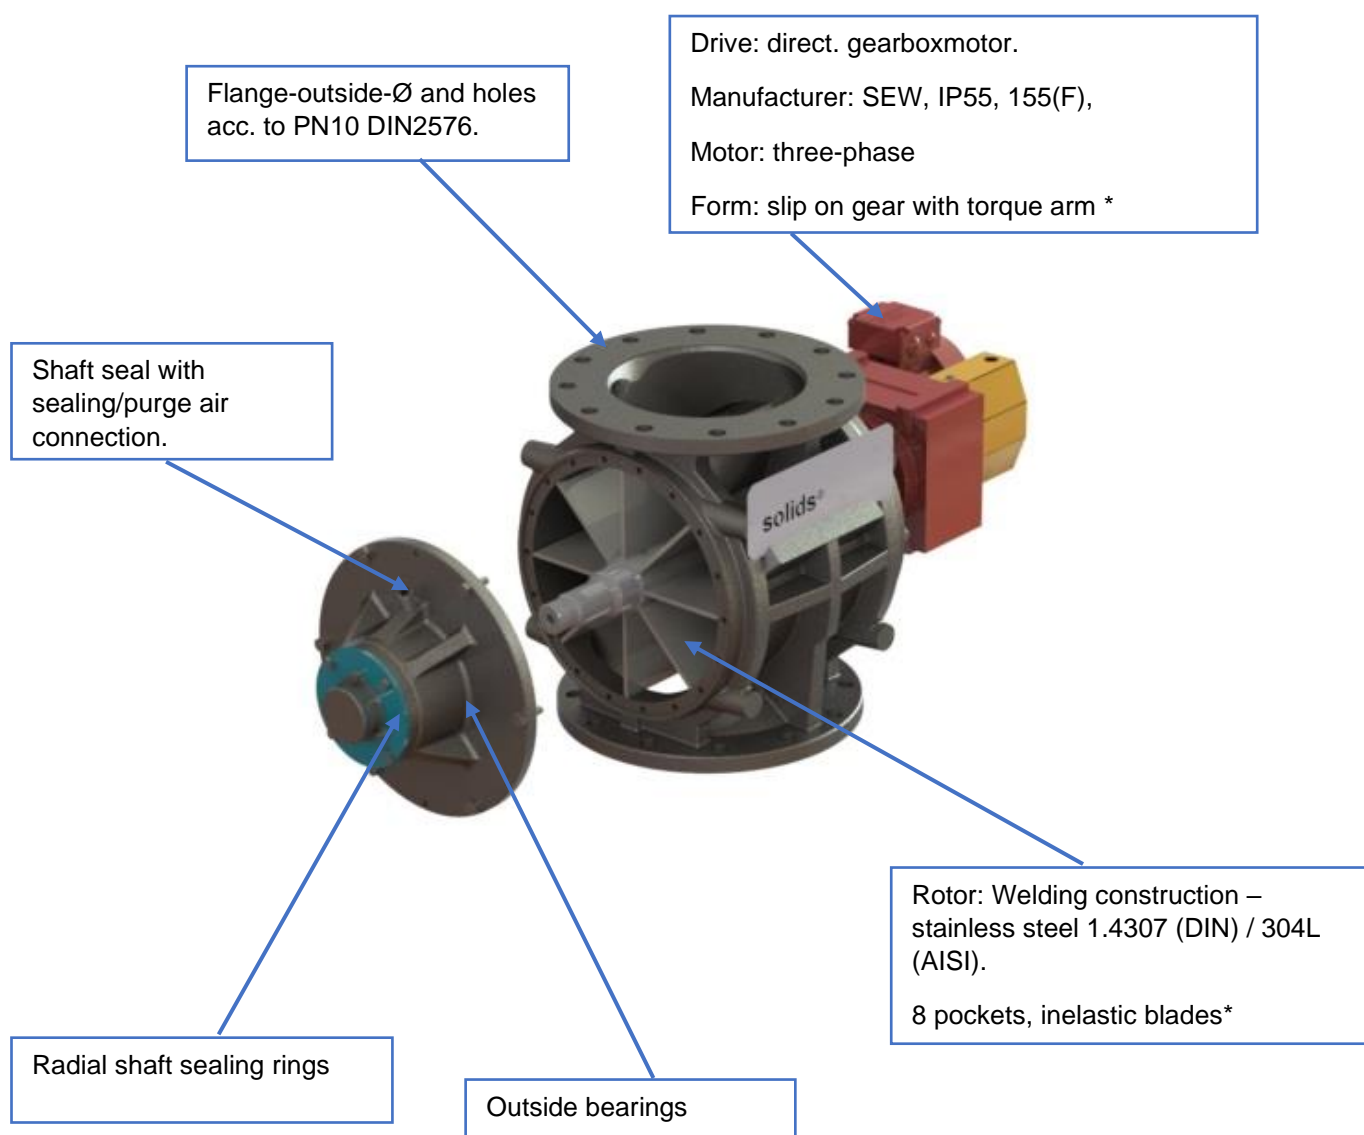 Drive: direct. gearboxmotor.
Manufacturer: SEW, IP55, 155(F),
Motor: three-phase
Form: slip on gear with torque arm *
Flange-outside-Ø and holes
acc. to PN10 DIN2576.
Shaft seal with
sealing/purge air
connection.
solids®
Rotor: Welding construction –
stainless steel 1.4307 (DIN) / 304L
(AISI).
8 pockets, inelastic blades*
Radial shaft sealing rings
Outside bearings